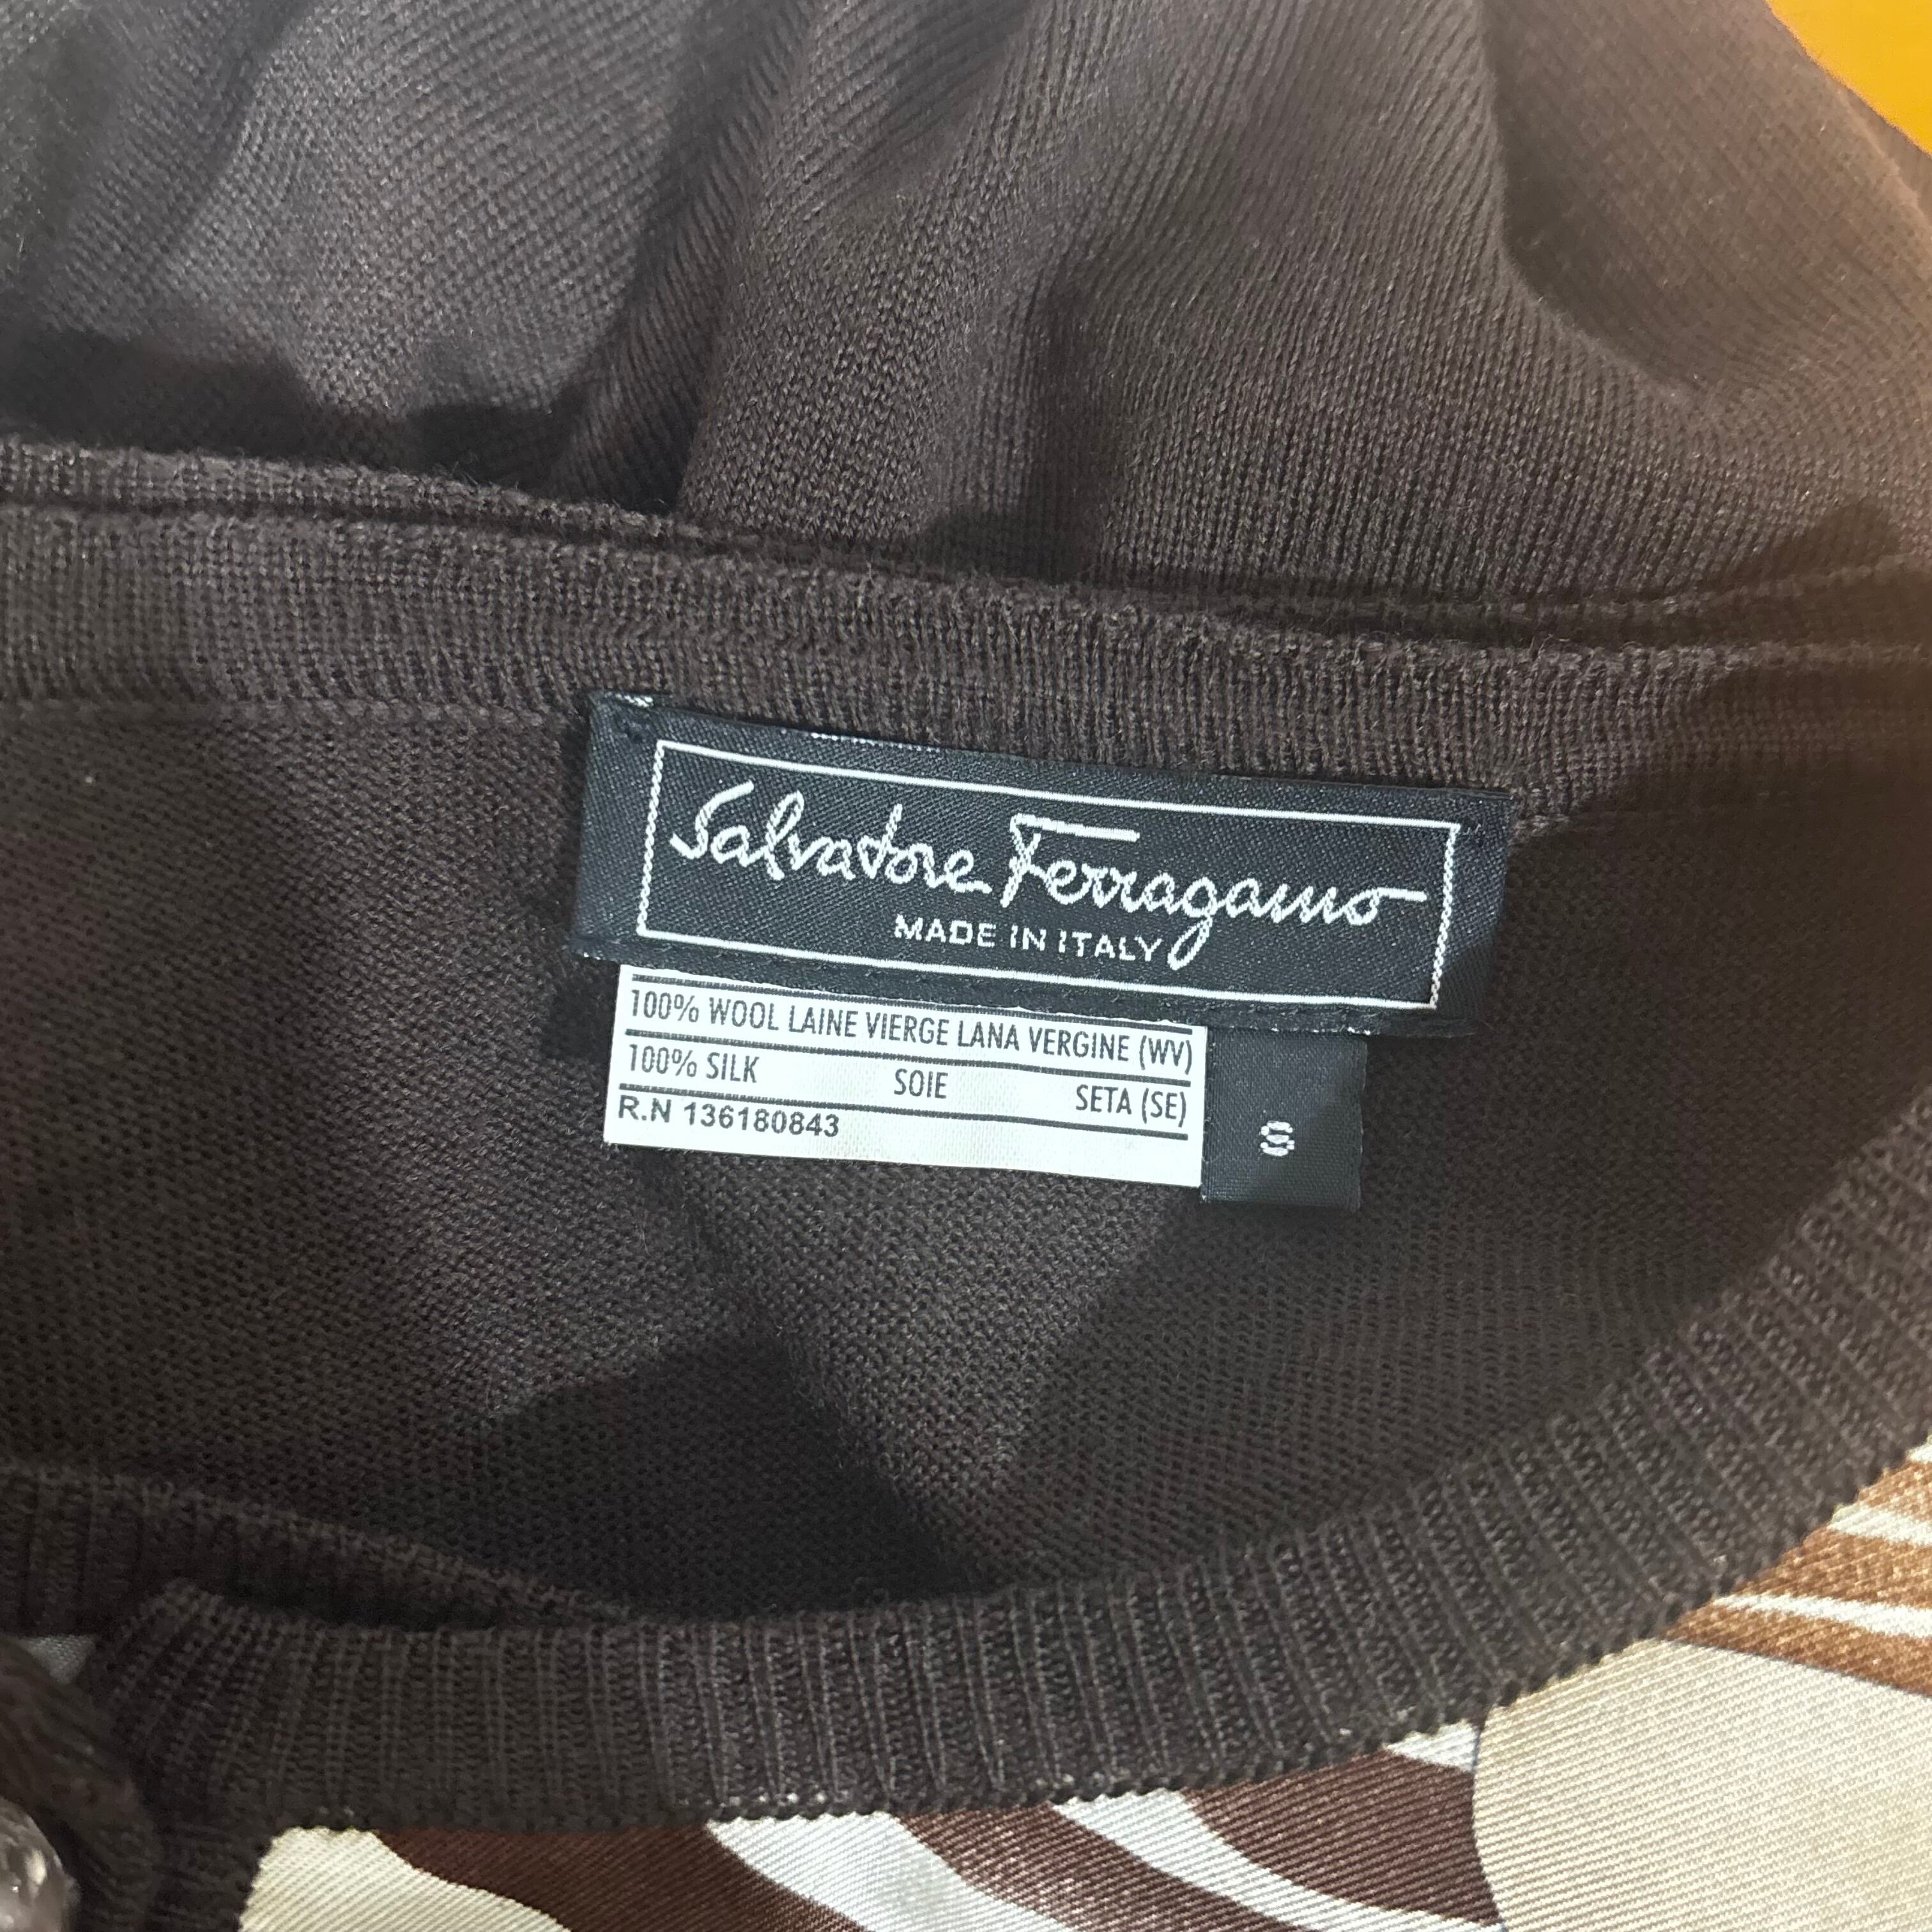 Salvatore Ferragamo
MADE IN ITALY
100% WOOL LAINE VIERGE LANA VERGINE (WV)
100% SILK SOIE SETA (SE)
R.N 136180843
S